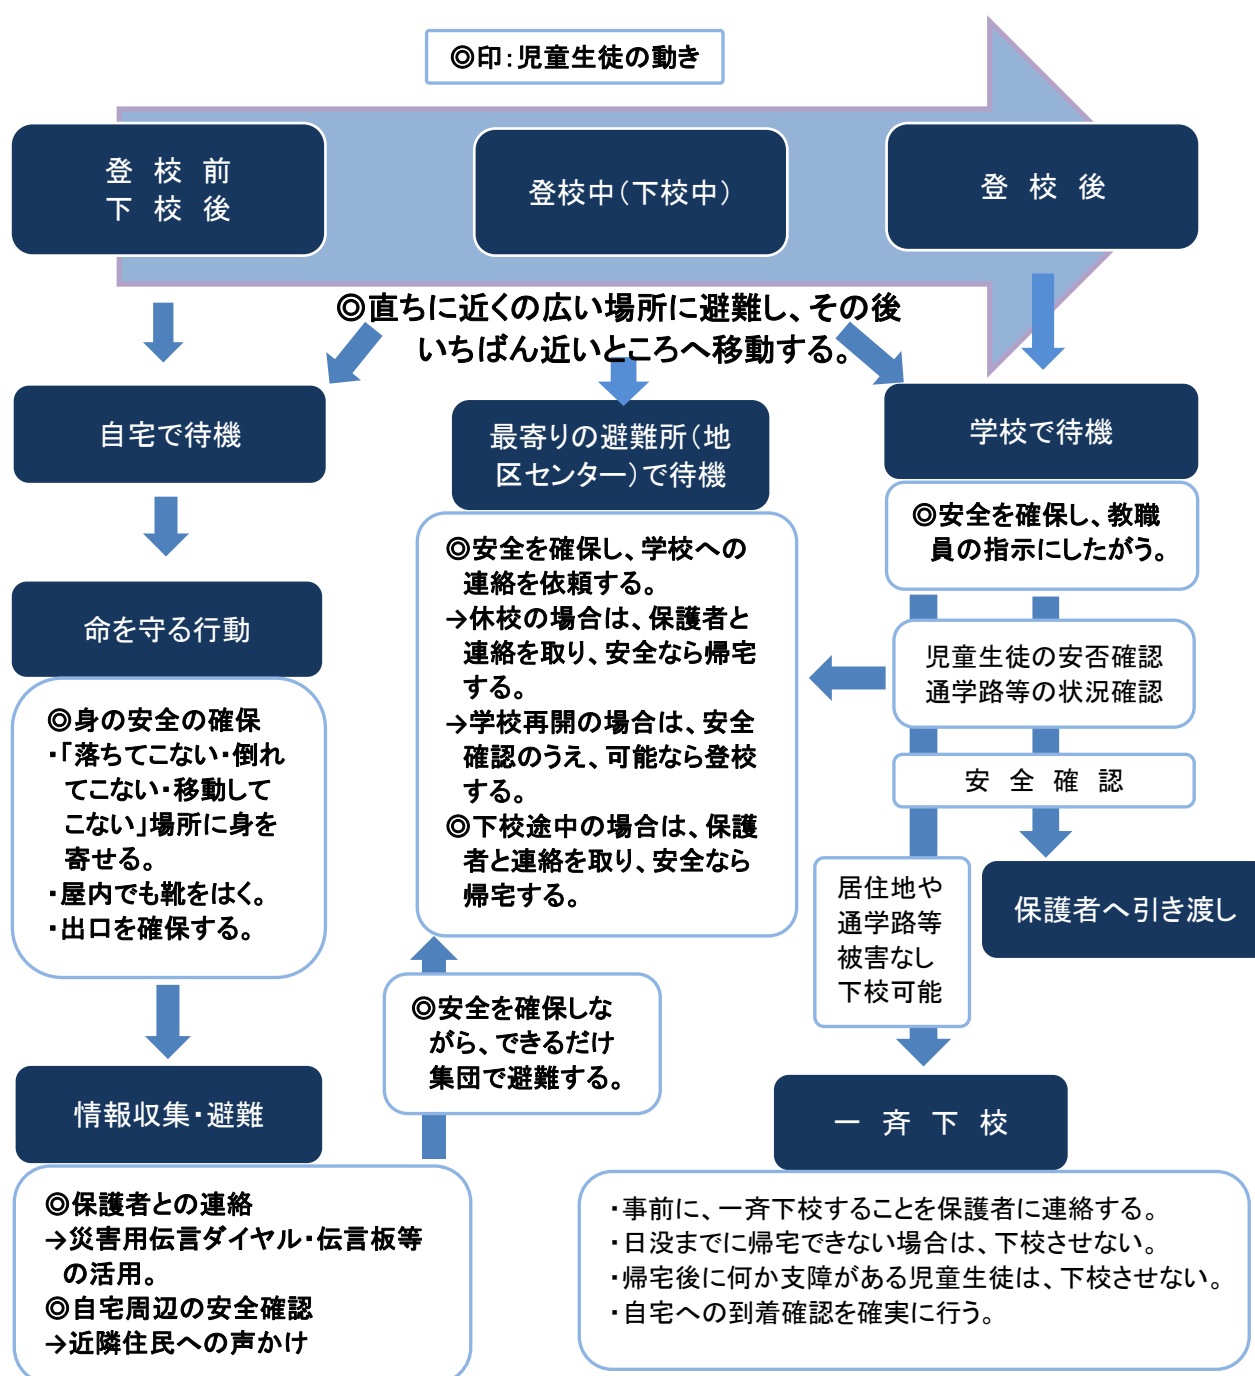 ◎印：児童生徒の動き
登　校　前
下　校　後
登校中（下校中）
登　校　後
◎直ちに近くの広い場所に避難し、その後
いちばん近いところへ移動する。
自宅で待機
最寄りの避難所（地
区センター）で待機
学校で待機
◎安全を確保し、教職
員の指示にしたがう。
◎安全を確保し、学校への
連絡を依頼する。
→休校の場合は、保護者と
連絡を取り、安全なら帰宅
する。
→学校再開の場合は、安全
確認のうえ、可能なら登校
する。
◎下校途中の場合は、保護
者と連絡を取り、安全なら
帰宅する。
命を守る行動
児童生徒の安否確認
通学路等の状況確認
◎身の安全の確保
・「落ちてこない・倒れ
てこない・移動して
こない」場所に身を
寄せる。
・屋内でも靴をはく。
・出口を確保する。
安　全　確　認
居住地や
通学路等
被害なし
下校可能
保護者へ引き渡し
◎安全を確保しな
がら、できるだけ
集団で避難する。
情報収集・避難
一　斉　下　校
◎保護者との連絡
→災害用伝言ダイヤル・伝言板等
の活用。
◎自宅周辺の安全確認
→近隣住民への声かけ
・事前に、一斉下校することを保護者に連絡する。
・日没までに帰宅できない場合は、下校させない。
・帰宅後に何か支障がある児童生徒は、下校させない。
・自宅への到着確認を確実に行う。